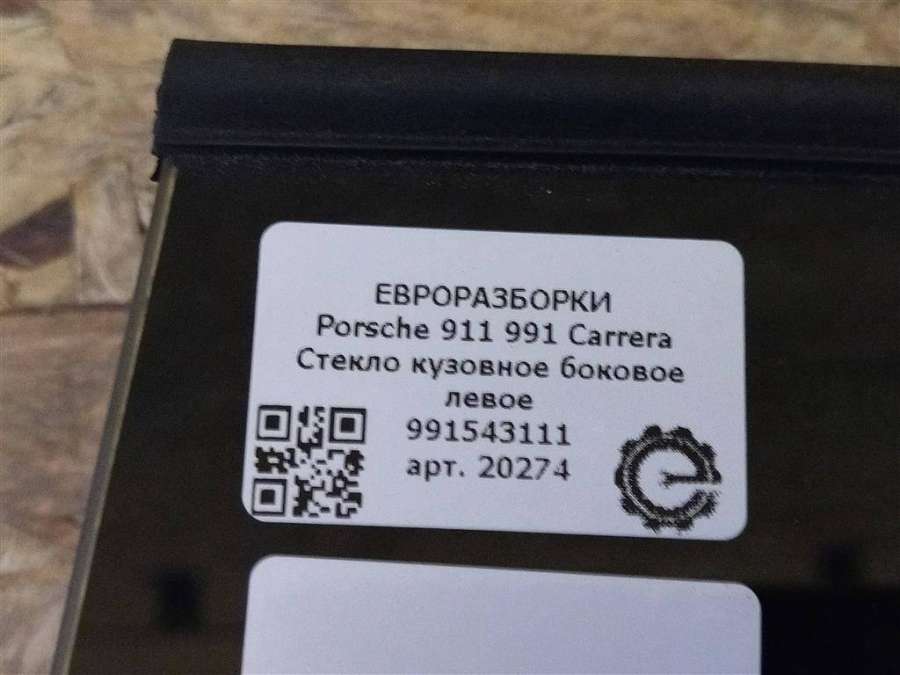 ЕВРОРАЗБОРКИ
Porsche 911 991 Carrera
Стекло кузовное боковое
левое
991543111
арт. 20274